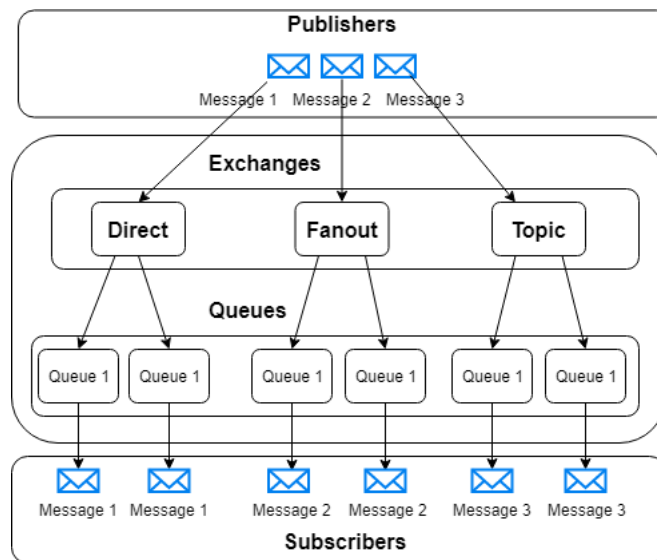 Publishers
Message 1 Message 2 Message 3
Exchanges
Direct Fanout Topic
Queues
Queue 1 Queue 1 Queue 1 Queue 1 Queue 1 Queue 1
Message 1 Message 1 Message 2 Message 2 Message 3 Message 3
Subscribers